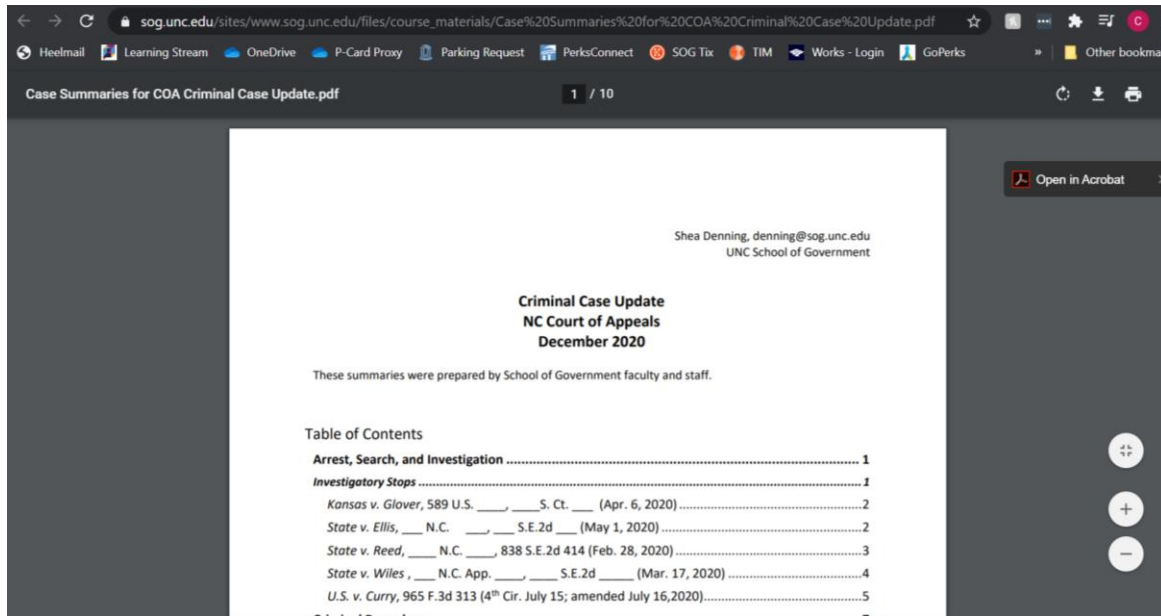 sog.unc.edu/sites/www.sog.unc.edu/files/course_materials/Case%20Summaries%20for%20COA%20Criminal%20Case%20Update.pdf C
Heelmail Learning Stream OneDrive P-Card Proxy Parking Request PerksConnect SOG Tix TIM Works - Login GoPerks » Other bookma
Case Summaries for COA Criminal Case Update.pdf 1 / 10
Open in Acrobat
Shea Denning, denning@sog.unc.edu
UNC School of Government
Criminal Case Update
NC Court of Appeals
December 2020
These summaries were prepared by School of Government faculty and staff.
Table of Contents
Arrest, Search, and Investigation ........................................ 1
Investigatory Stops ........................................ 1
Kansas v. Glover, 589 U.S. ____, ____S. Ct. ___ (Apr. 6, 2020) ........................................ 2
State v. Ellis, ___ N.C. ___, ___ S.E.2d ___ (May 1, 2020) ........................................ 2
State v. Reed, ____ N.C. ____, 838 S.E.2d 414 (Feb. 28, 2020) ........................................ 3
State v. Wiles , ___ N.C. App. ____, ____ S.E.2d _____ (Mar. 17, 2020) ........................................ 4
U.S. v. Curry, 965 F.3d 313 (4th Cir. July 15; amended July 16,2020) ........................................ 5